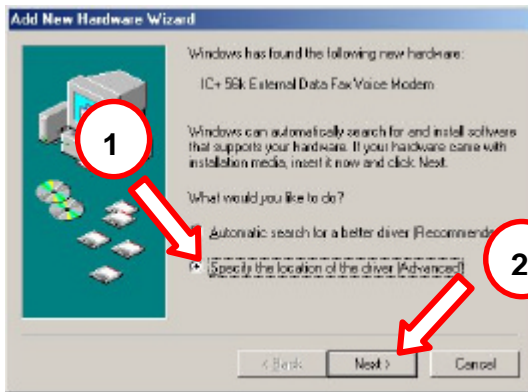 Add New Hardware Wizard
Windows has found the following new hardware:
IC+ 56k External Data Fax Voice Modem
Windows can automatically search for and install software
that supports your hardware. If your hardware came with
installation media, insert it now and click Next.
What would you like to do?
Automatic search for a better driver (Recommende
Specify the location of the driver (Advanced)
1
2
< Back
Next >
Cancel